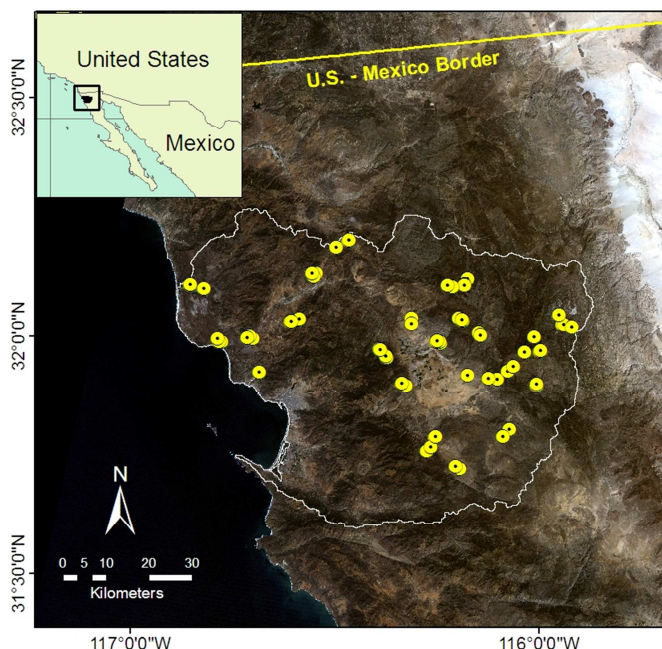 United States
Mexico
U.S. - Mexico Border
32°30'0"N
32°0'0"N
31°30'0"N
N
0 5 10 20 30
Kilometers
117°0'0"W
116°0'0"W